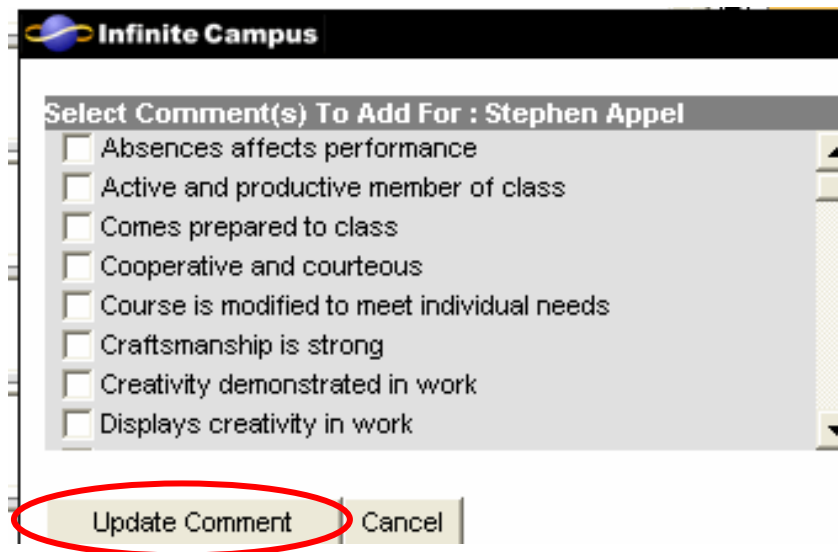 Infinite Campus
Select Comment(s) To Add For : Stephen Appel
Absences affects performance
Active and productive member of class
Comes prepared to class
Cooperative and courteous
Course is modified to meet individual needs
Craftsmanship is strong
Creativity demonstrated in work
Displays creativity in work
Update Comment Cancel